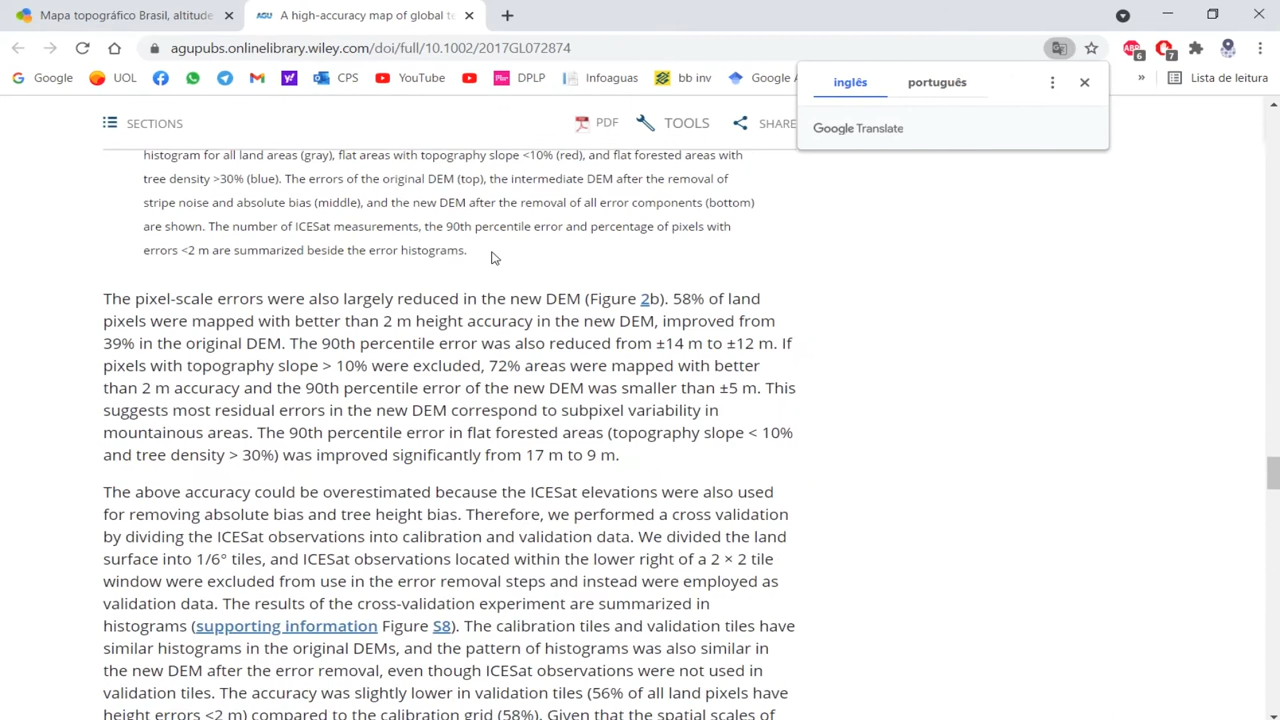 Mapa topográfico Brasil, altitude
A high-accuracy map of global te
agupubs.onlinelibrary.wiley.com/doi/full/10.1002/2017GL072874
Google
UOL
CPS
YouTube
DPLP
Infoaguas
bb inv
Google A
»
Lista de leitura
ABP
6
7
inglês
português
Google Translate
SECTIONS
PDF
TOOLS
SHARE
histogram for all land areas (gray), flat areas with topography slope <10% (red), and flat forested areas with
tree density >30% (blue). The errors of the original DEM (top), the intermediate DEM after the removal of
stripe noise and absolute bias (middle), and the new DEM after the removal of all error components (bottom)
are shown. The number of ICESat measurements, the 90th percentile error and percentage of pixels with
errors <2 m are summarized beside the error histograms.
The pixel-scale errors were also largely reduced in the new DEM (Figure 2b). 58% of land
pixels were mapped with better than 2 m height accuracy in the new DEM, improved from
39% in the original DEM. The 90th percentile error was also reduced from ±14 m to ±12 m. If
pixels with topography slope > 10% were excluded, 72% areas were mapped with better
than 2 m accuracy and the 90th percentile error of the new DEM was smaller than ±5 m. This
suggests most residual errors in the new DEM correspond to subpixel variability in
mountainous areas. The 90th percentile error in flat forested areas (topography slope < 10%
and tree density > 30%) was improved significantly from 17 m to 9 m.
The above accuracy could be overestimated because the ICESat elevations were also used
for removing absolute bias and tree height bias. Therefore, we performed a cross validation
by dividing the ICESat observations into calibration and validation data. We divided the land
surface into 1/6° tiles, and ICESat observations located within the lower right of a 2 × 2 tile
window were excluded from use in the error removal steps and instead were employed as
validation data. The results of the cross-validation experiment are summarized in
histograms (supporting information Figure S8). The calibration tiles and validation tiles have
similar histograms in the original DEMs, and the pattern of histograms was also similar in
the new DEM after the error removal, even though ICESat observations were not used in
validation tiles. The accuracy was slightly lower in validation tiles (56% of all land pixels have
height errors <2 m) compared to the calibration grid (58%). Given that the spatial scales of